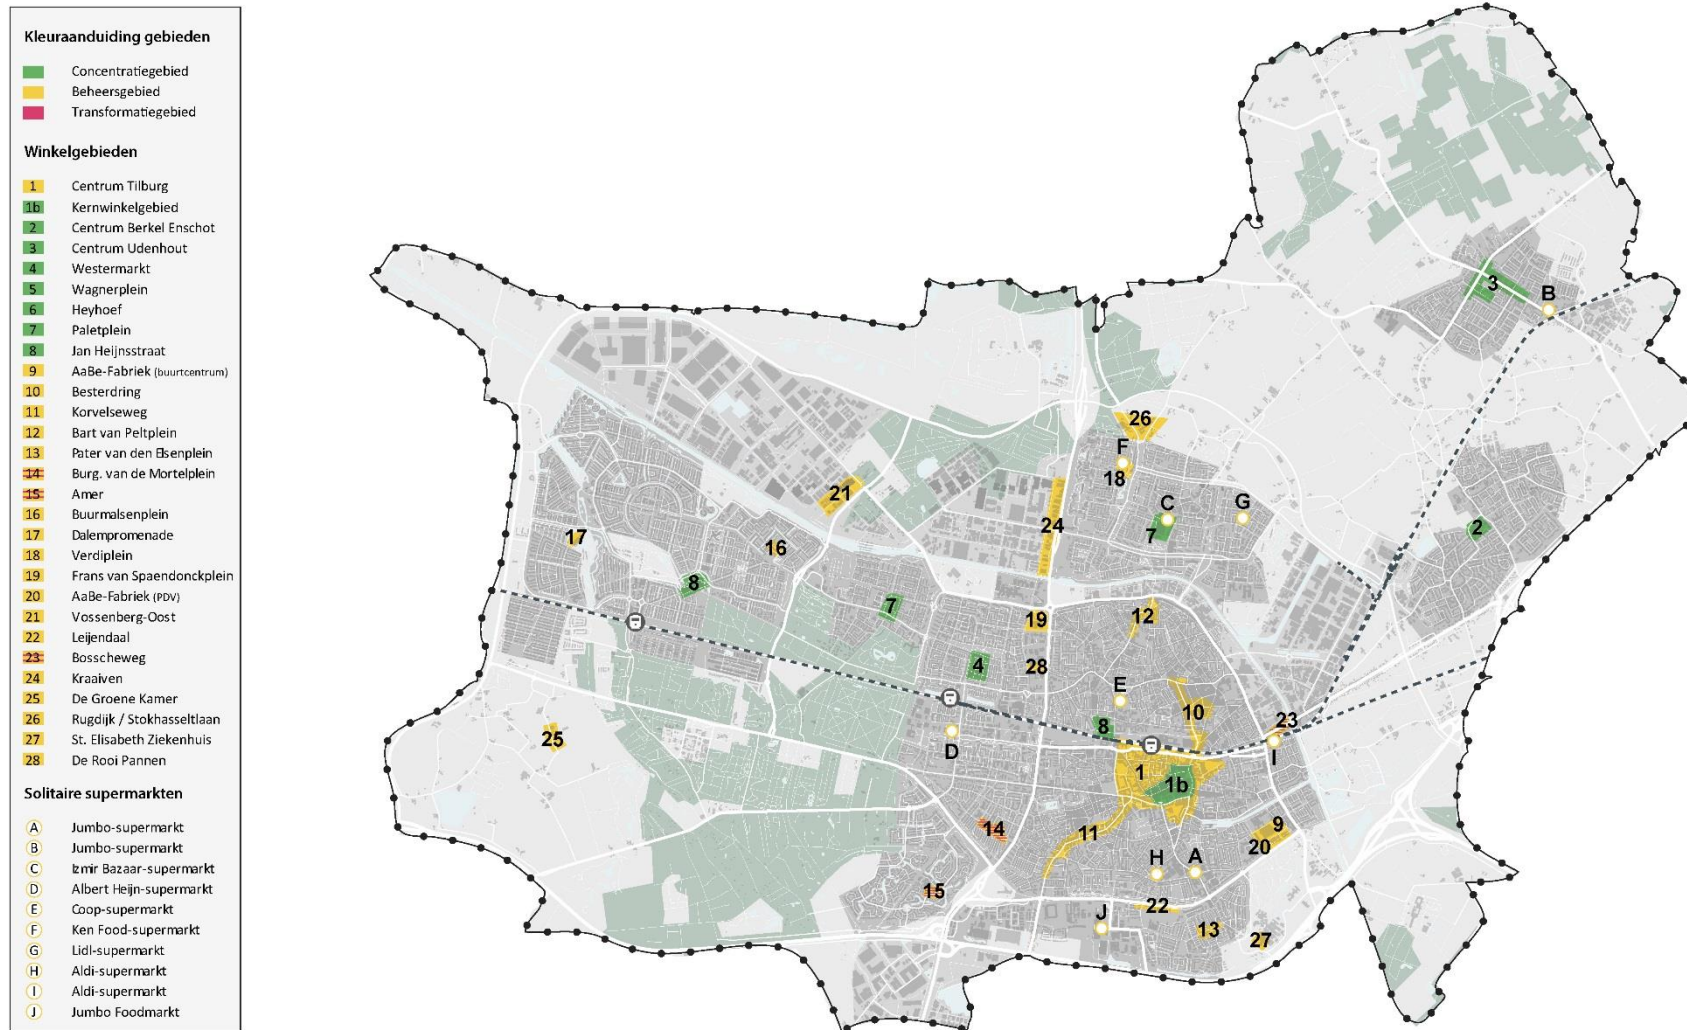 Kleuraanduiding gebieden
Concentratiegebied
Beheersgebied
Transformatiegebied
Winkelgebieden
1 Centrum Tilburg
1b Kernwinkelgebied
2 Centrum Berkel Enschot
3 Centrum Udenhout
4 Westermarkt
5 Wagnerplein
6 Heyhoef
7 Paletplein
8 Jan Heijnsstraat
9 AaBe-Fabriek (buurtcentrum)
10 Besterdring
11 Korvelseweg
12 Bart van Peltplein
13 Pater van den Elsenplein
14 Burg. van de Mortelplein
15 Amer
16 Buurmalsenplein
17 Dalempromenade
18 Verdiplein
19 Frans van Spaendonckplein
20 AaBe-Fabriek (PDV)
21 Vossenberg-Oost
22 Leijendaal
23 Bosscheweg
24 Kraaiven
25 De Groene Kamer
26 Rugdijk / Stokhasseltlaan
27 St. Elisabeth Ziekenhuis
28 De Rooi Pannen
Solitaire supermarkten
A Jumbo-supermarkt
B Jumbo-supermarkt
C Izmir Bazaar-supermarkt
D Albert Heijn-supermarkt
E Coop-supermarkt
F Ken Food-supermarkt
G Lidl-supermarkt
H Aldi-supermarkt
I Aldi-supermarkt
J Jumbo Foodmarkt
3
B
26
F
18
21
C
G
24
7
2
17
16
8
7
19
12
4
28
E
10
8
23
25
D
I
1
1b
14
11
9
20
H
A
15
22
J
13
27